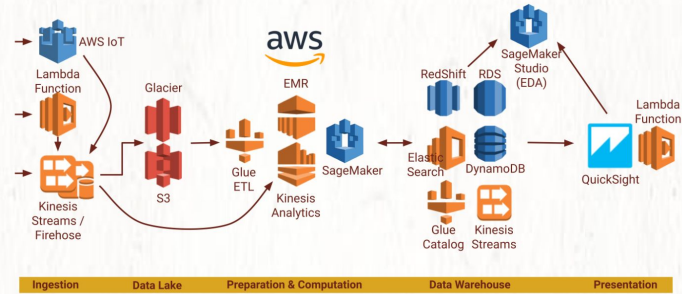 aws
AWS IoT
Lambda
Function
Kinesis
Streams /
Firehose
Glacier
S3
Glue
ETL
EMR
Kinesis
Analytics
SageMaker
RedShift
RDS
Elastic
Search
DynamoDB
Glue
Catalog
Kinesis
Streams
SageMaker
Studio
(EDA)
QuickSight
Lambda
Function
Ingestion
Data Lake
Preparation & Computation
Data Warehouse
Presentation